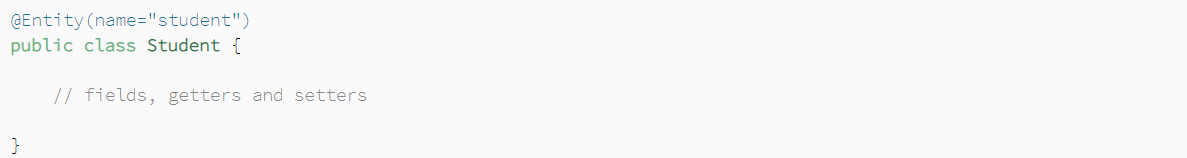 @Entity(name="student")
public class Student {
// fields, getters and setters
}